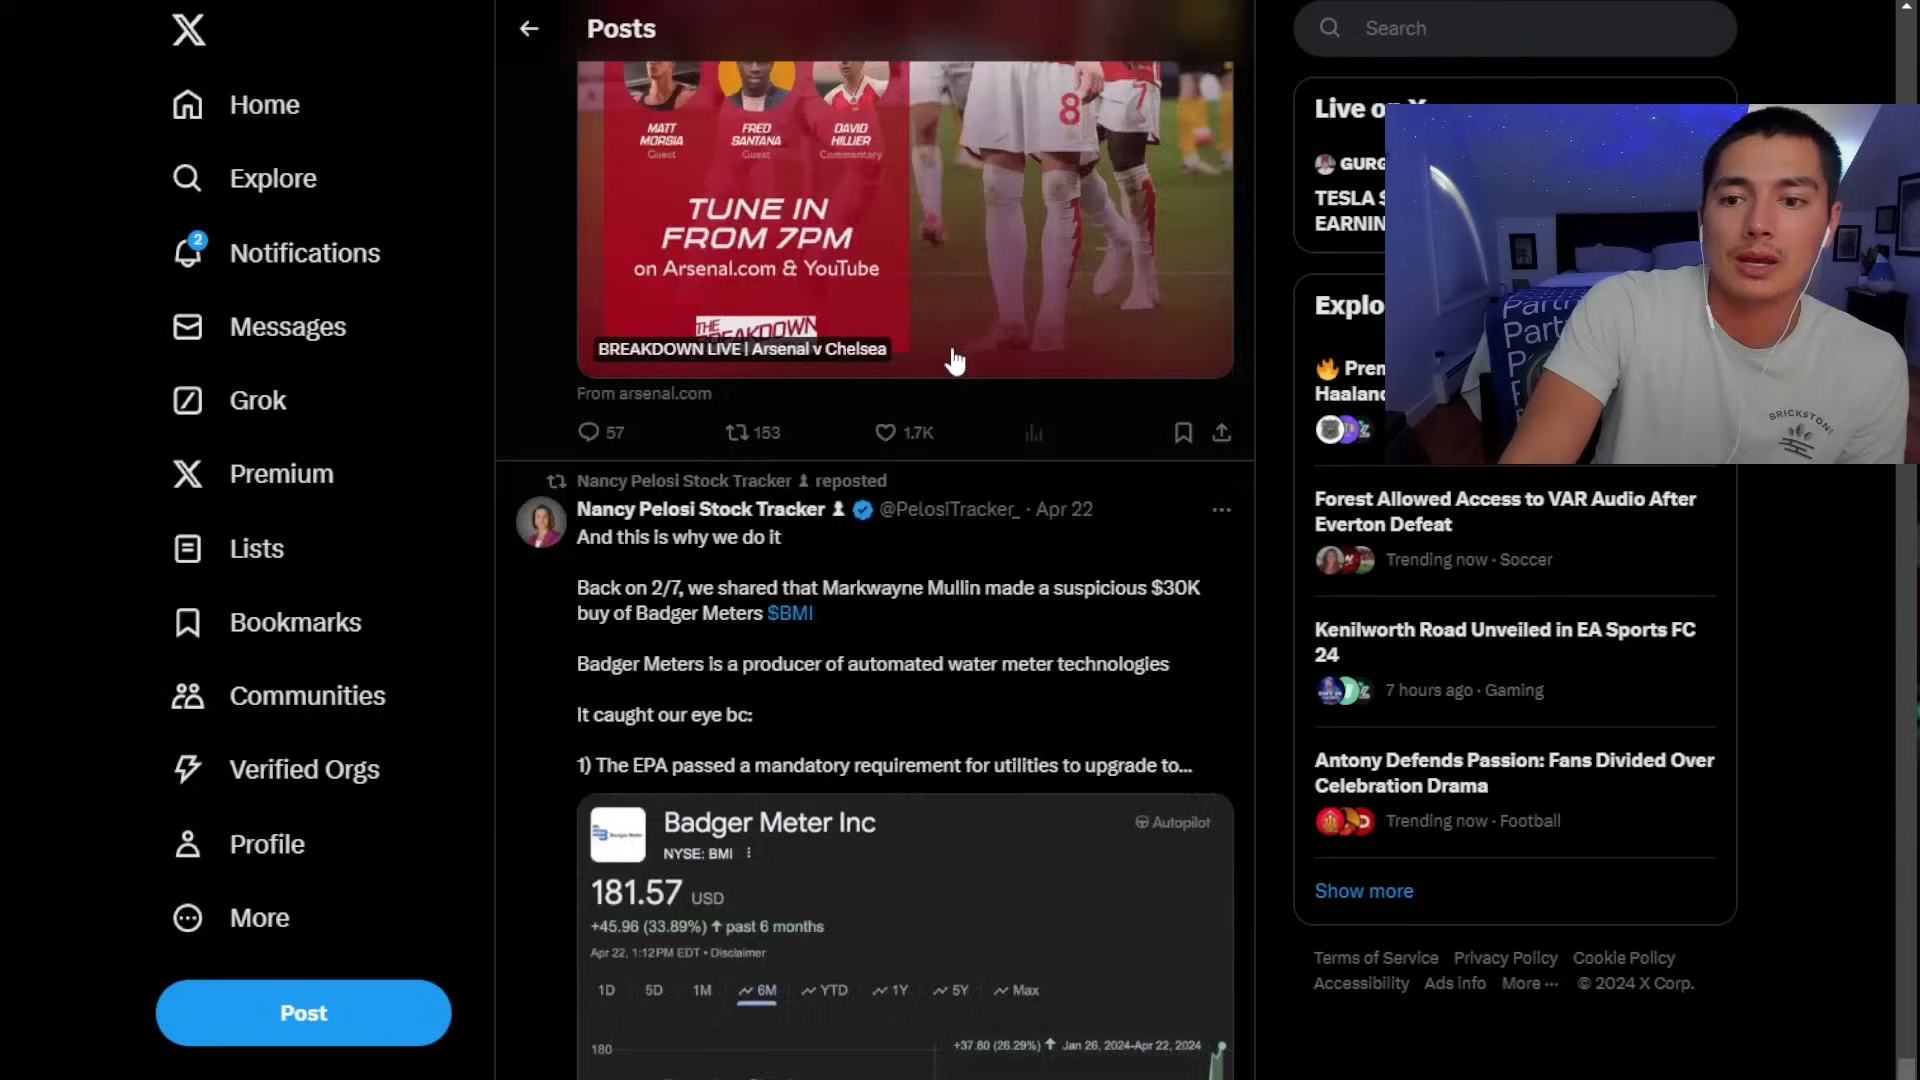 Home
Explore
2
Notifications
Messages
Grok
Premium
Lists
Bookmarks
Communities
Verified Orgs
Profile
More
Post
Posts
MATT MORSIA
Guest
FRED SANTANA
Guest
DAVID HILLIER
Commentary
8
7
TUNE IN
FROM 7PM
on Arsenal.com & YouTube
THE BREAKDOWN
BREAKDOWN LIVE | Arsenal v Chelsea
From arsenal.com
57
153
1.7K
Nancy Pelosi Stock Tracker ♟ reposted
Nancy Pelosi Stock Tracker ♟ @PelosiTracker_ · Apr 22
And this is why we do it
Back on 2/7, we shared that Markwayne Mullin made a suspicious $30K
buy of Badger Meters $BMI
Badger Meters is a producer of automated water meter technologies
It caught our eye bc:
1) The EPA passed a mandatory requirement for utilities to upgrade to...
Badger Meter
Badger Meter Inc
Autopilot
NYSE: BMI
181.57 USD
+45.96 (33.89%) ↑ past 6 months
Apr 22, 1:12PM EDT • Disclaimer
1D 5D 1M 6M YTD 1Y 5Y Max
180
+37.80 (26.29%) ↑ Jan 26, 2024-Apr 22, 2024
Search
Live on X
GURG
TESLA
EARNIN
Explo
🔥 Prem
Haaland
Part
Part
BRICKSTONE
Forest Allowed Access to VAR Audio After
Everton Defeat
Trending now · Soccer
Kenilworth Road Unveiled in EA Sports FC
24
7 hours ago · Gaming
Antony Defends Passion: Fans Divided Over
Celebration Drama
Trending now · Football
Show more
Terms of Service Privacy Policy Cookie Policy
Accessibility Ads info More ··· © 2024 X Corp.